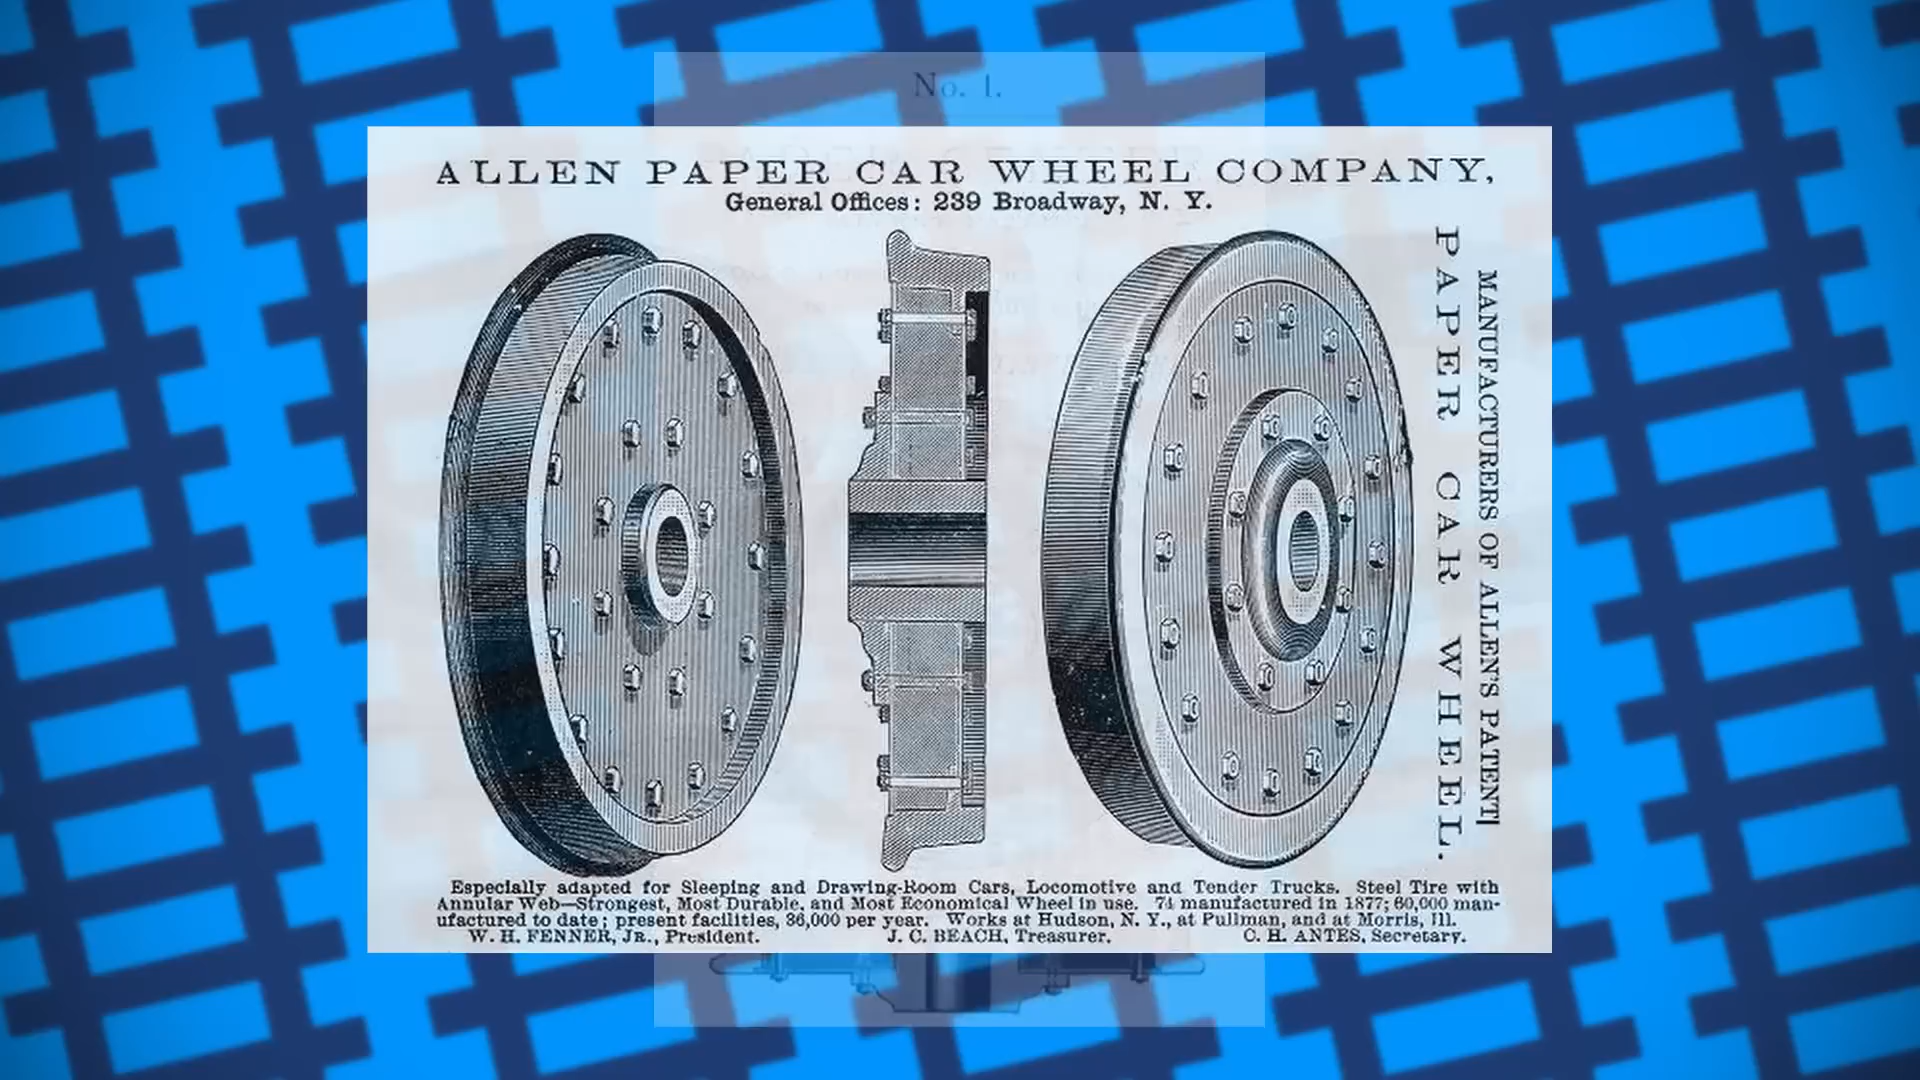 No. 1.
ALLEN PAPER CAR WHEEL COMPANY,
General Offices: 239 Broadway, N. Y.
MANUFACTURERS OF ALLEN'S PATENT
PAPER CAR WHEEL.
Especially adapted for Sleeping and Drawing-Room Cars, Locomotive and Tender Trucks. Steel Tire with
Annular Web—Strongest, Most Durable, and Most Economical Wheel in use. 71 manufactured in 1877; 60,000 man-
ufactured to date; present facilities, 36,000 per year. Works at Hudson, N. Y., at Pullman, and at Morris, Ill.
W. H. FENNER, JR., President. J. C. BEACH, Treasurer. C. H. ANTES, Secretary.